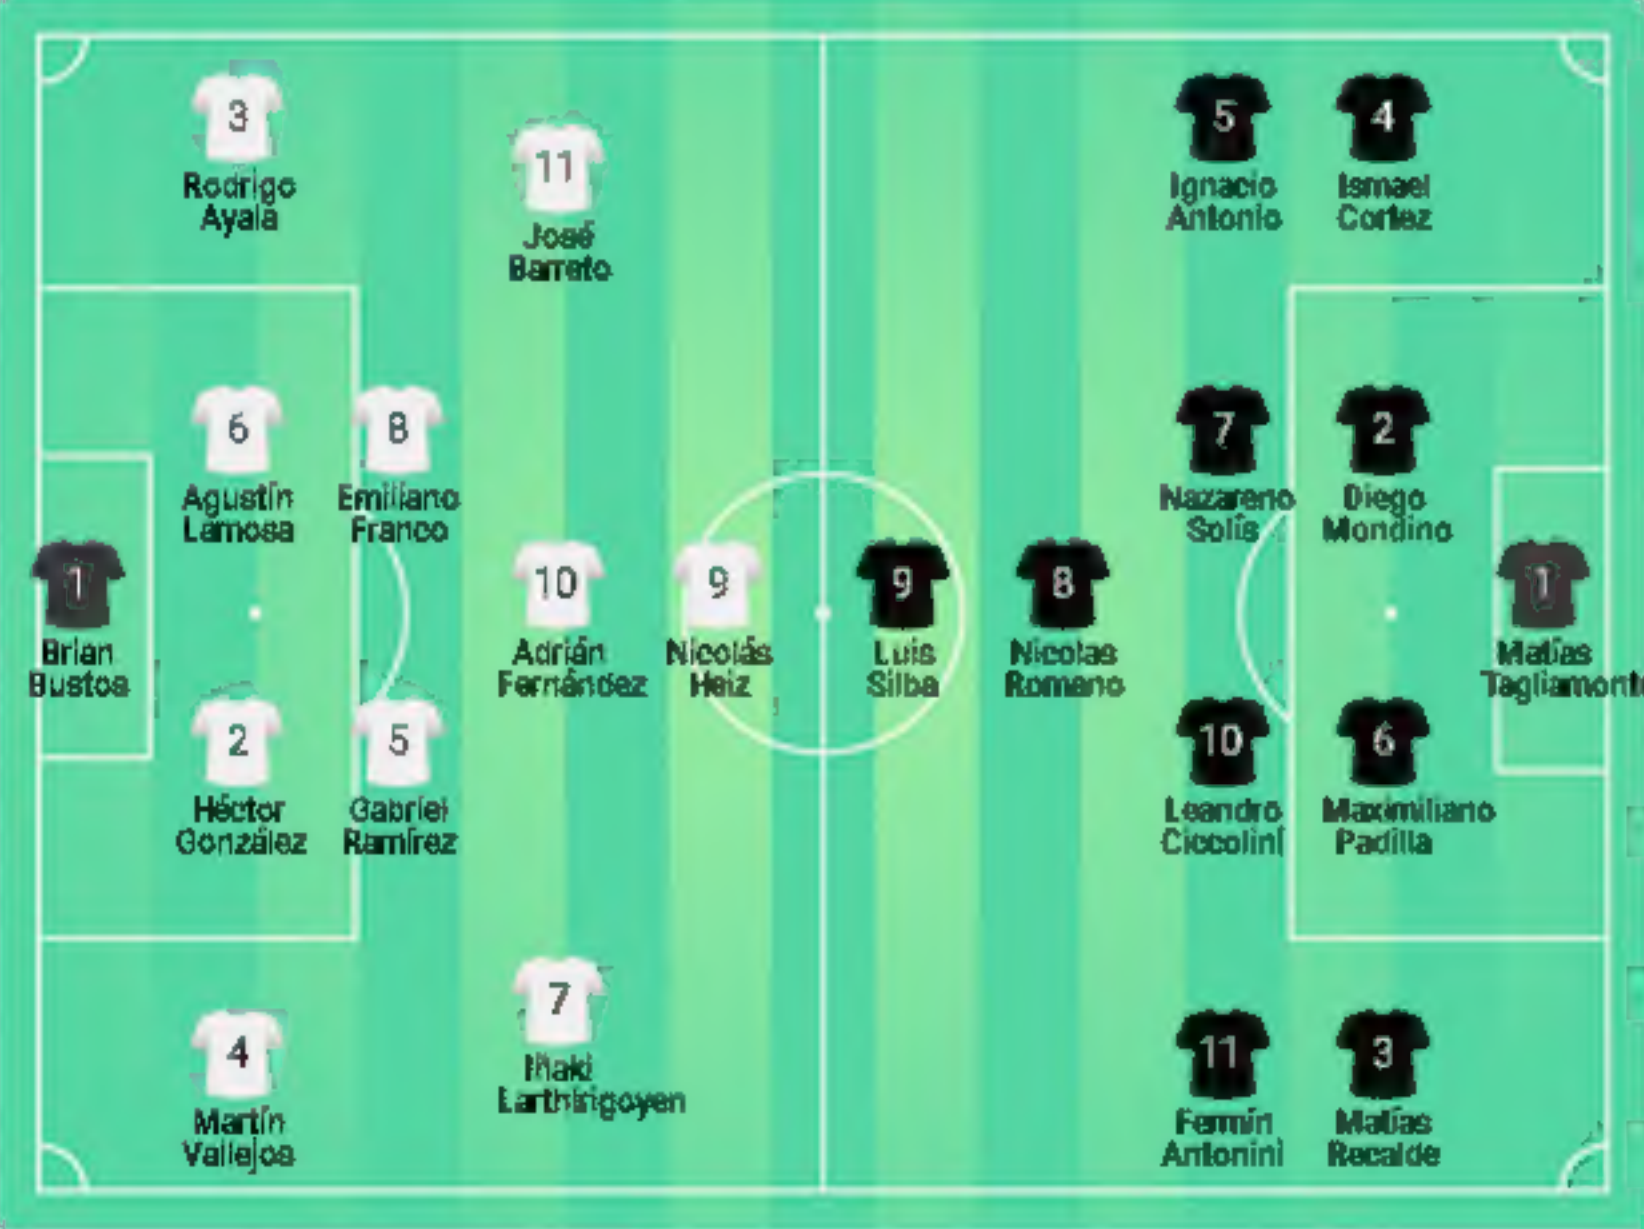 3
Rodrigo
Ayala
11
José
Barreto
5
Ignacio
Antonio
4
Ismael
Cortez
6
Agustín
Lamosa
8
Emiliano
Franco
7
Nazareno
Solís
2
Diego
Mondino
1
Brian
Bustos
10
Adrián
Fernández
9
Nicolás
Heiz
9
Luis
Silba
8
Nicolas
Romano
1
Matías
Tagliamonte
2
Héctor
González
5
Gabriel
Ramírez
10
Leandro
Ciccolini
6
Maximiliano
Padilla
7
Iñaki
4
Martín
Vallejos
11
Fermín
Antonini
3
Matías
Recalde